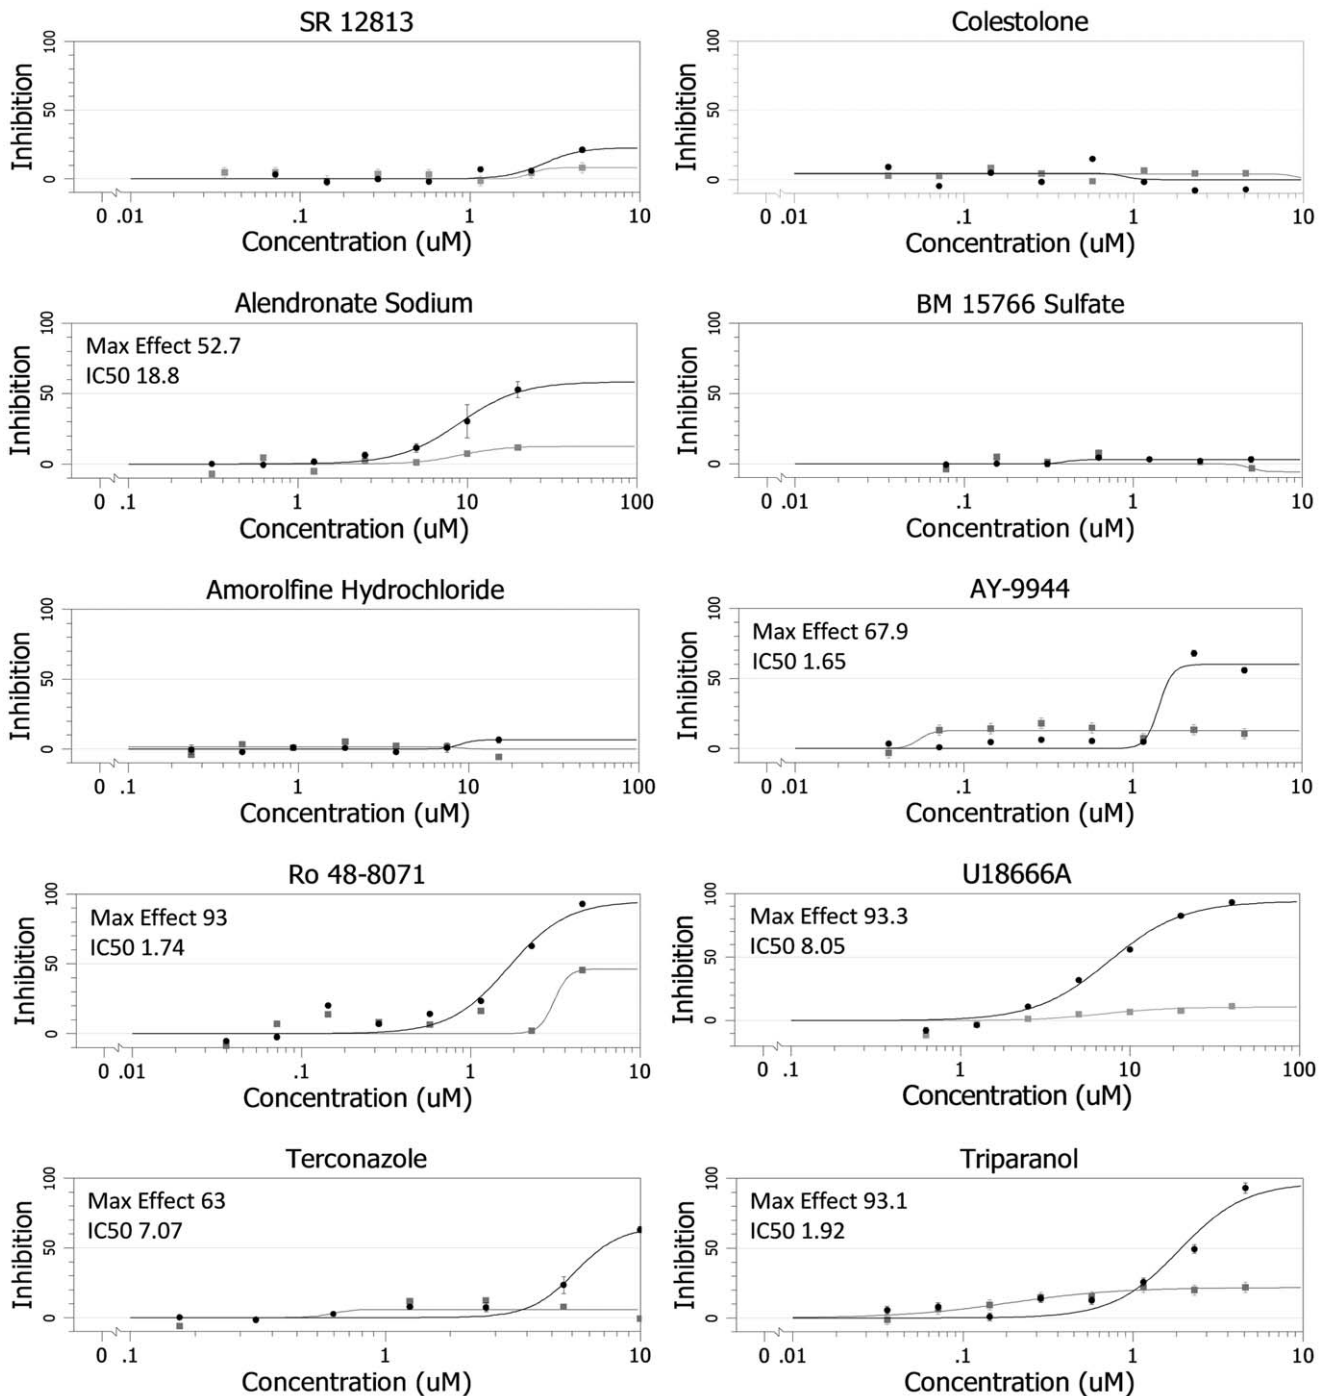 SR 12813
Inhibition
100
50
0
0 .01 .1 1 10
Concentration (uM)
Colestolone
Inhibition
100
50
0
0 .01 .1 1 10
Concentration (uM)
Alendronate Sodium
Max Effect 52.7
IC50 18.8
Inhibition
100
50
0
0 .1 1 10 100
Concentration (uM)
BM 15766 Sulfate
Inhibition
100
50
0
0 .01 .1 1 10
Concentration (uM)
Amorolfine Hydrochloride
Inhibition
100
50
0
0 .1 1 10 100
Concentration (uM)
AY-9944
Max Effect 67.9
IC50 1.65
Inhibition
100
50
0
0 .01 .1 1 10
Concentration (uM)
Ro 48-8071
Max Effect 93
IC50 1.74
Inhibition
100
50
0
0 .01 .1 1 10
Concentration (uM)
U18666A
Max Effect 93.3
IC50 8.05
Inhibition
100
50
0
0 .1 1 10 100
Concentration (uM)
Terconazole
Max Effect 63
IC50 7.07
Inhibition
100
50
0
0 .1 1 10
Concentration (uM)
Triparanol
Max Effect 93.1
IC50 1.92
Inhibition
100
50
0
0 .01 .1 1 10
Concentration (uM)